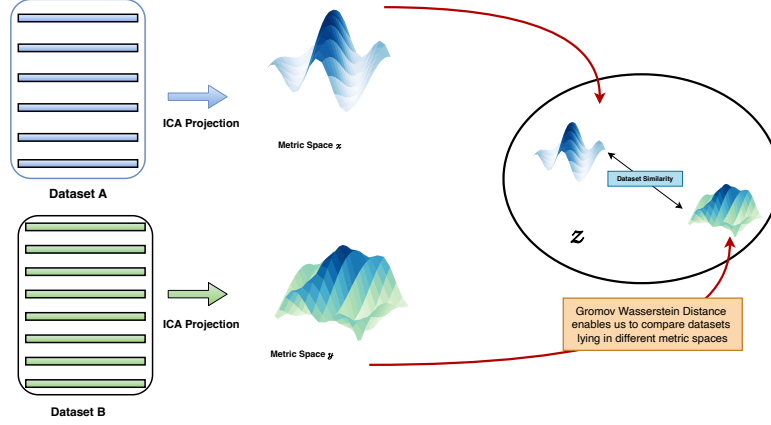 Dataset A
ICA Projection
Metric Space x
Dataset B
ICA Projection
Metric Space y
Dataset Similarity
z
Gromov Wasserstein Distance
enables us to compare datasets
lying in different metric spaces